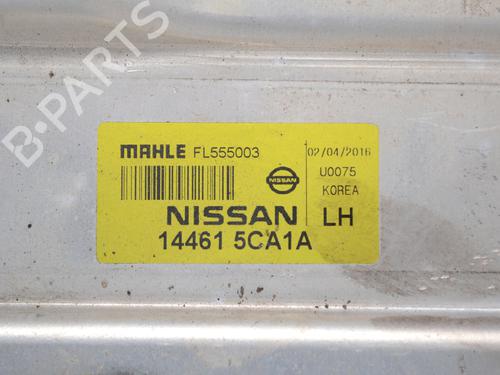 B-PARTS
MAHLE FL555003
02/04/2016
U0075
KOREA
NISSAN
NISSAN LH
14461 5CA1A